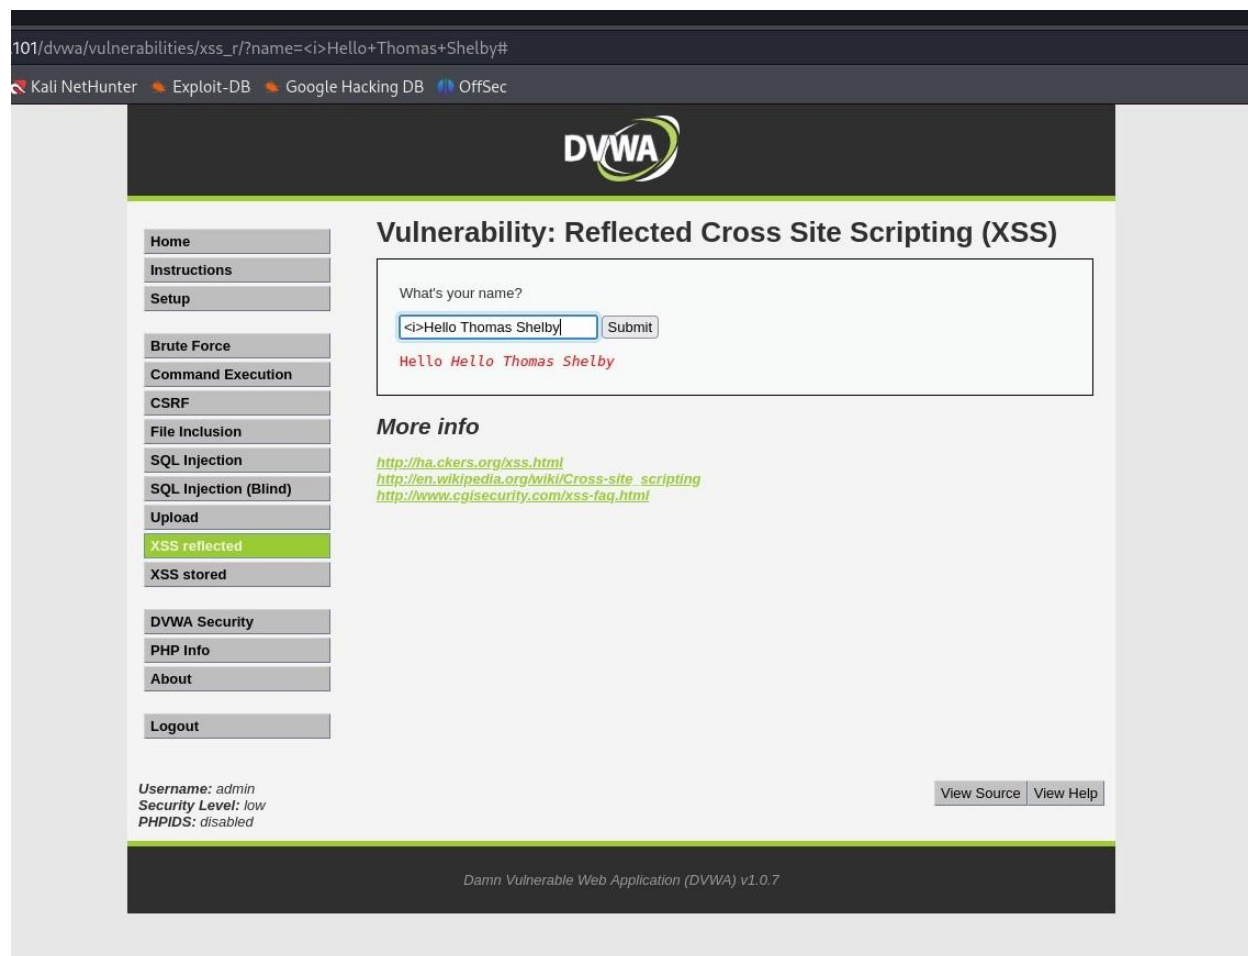 101/dvwa/vulnerabilities/xss_r/?name=<i>Hello+Thomas+Shelby#
Kali NetHunter Exploit-DB Google Hacking DB OffSec
DVWA
Home
Instructions
Setup
Brute Force
Command Execution
CSRF
File Inclusion
SQL Injection
SQL Injection (Blind)
Upload
XSS reflected
XSS stored
DVWA Security
PHP Info
About
Logout
Vulnerability: Reflected Cross Site Scripting (XSS)
What's your name?
<i>Hello Thomas Shelby Submit
Hello Hello Thomas Shelby
More info
http://ha.ckers.org/xss.html
http://en.wikipedia.org/wiki/Cross-site_scripting
http://www.cgisecurity.com/xss-faq.html
Username: admin
Security Level: low
PHPIDS: disabled
View Source View Help
Damn Vulnerable Web Application (DVWA) v1.0.7